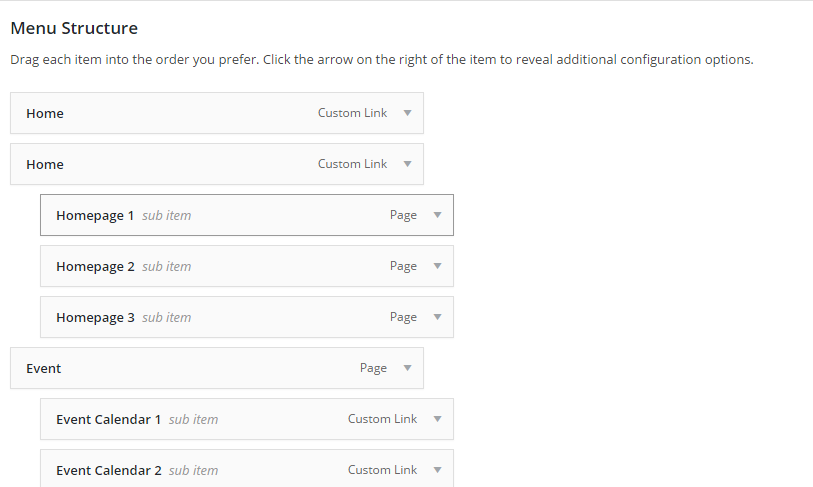 Menu Structure
Drag each item into the order you prefer. Click the arrow on the right of the item to reveal additional configuration options.
Home Custom Link
Home Custom Link
Homepage 1 sub item Page
Homepage 2 sub item Page
Homepage 3 sub item Page
Event Page
Event Calendar 1 sub item Custom Link
Event Calendar 2 sub item Custom Link